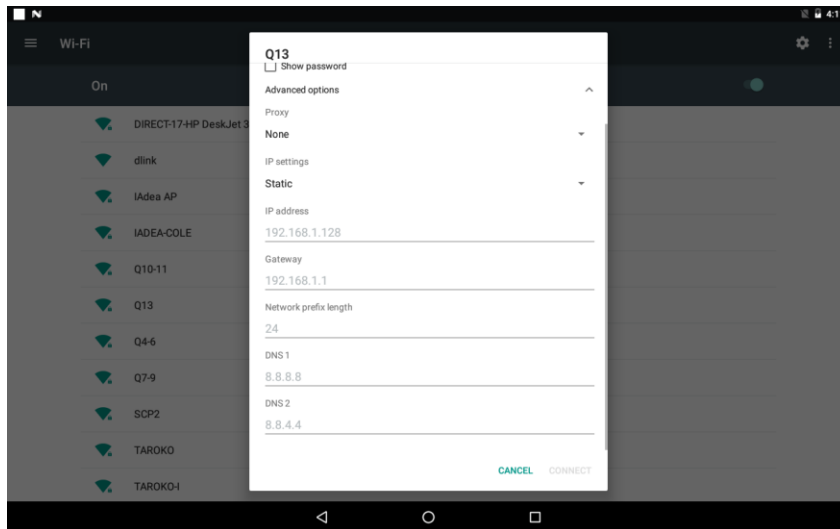 4:1
Wi-Fi
On
DIRECT-17-HP DeskJet 3
dlink
IAdea AP
IADEA-COLE
Q10-11
Q13
Q4-6
Q7-9
SCP2
TAROKO
TAROKO-I
Q13
Show password
Advanced options
Proxy
None
IP settings
Static
IP address
192.168.1.128
Gateway
192.168.1.1
Network prefix length
24
DNS 1
8.8.8.8
DNS 2
8.8.4.4
CANCEL CONNECT